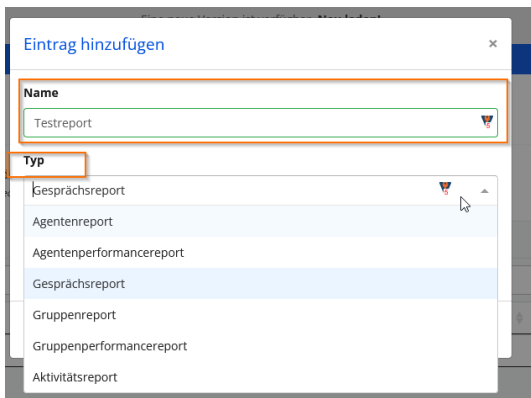 Eine neue Version ist verfügbar. Neu laden!
Eintrag hinzufügen
×
Name
Testreport
Typ
Gesprächsreport
Agentenreport
Agentenperformancereport
Gesprächsreport
Gruppenreport
Gruppenperformancereport
Aktivitätsreport